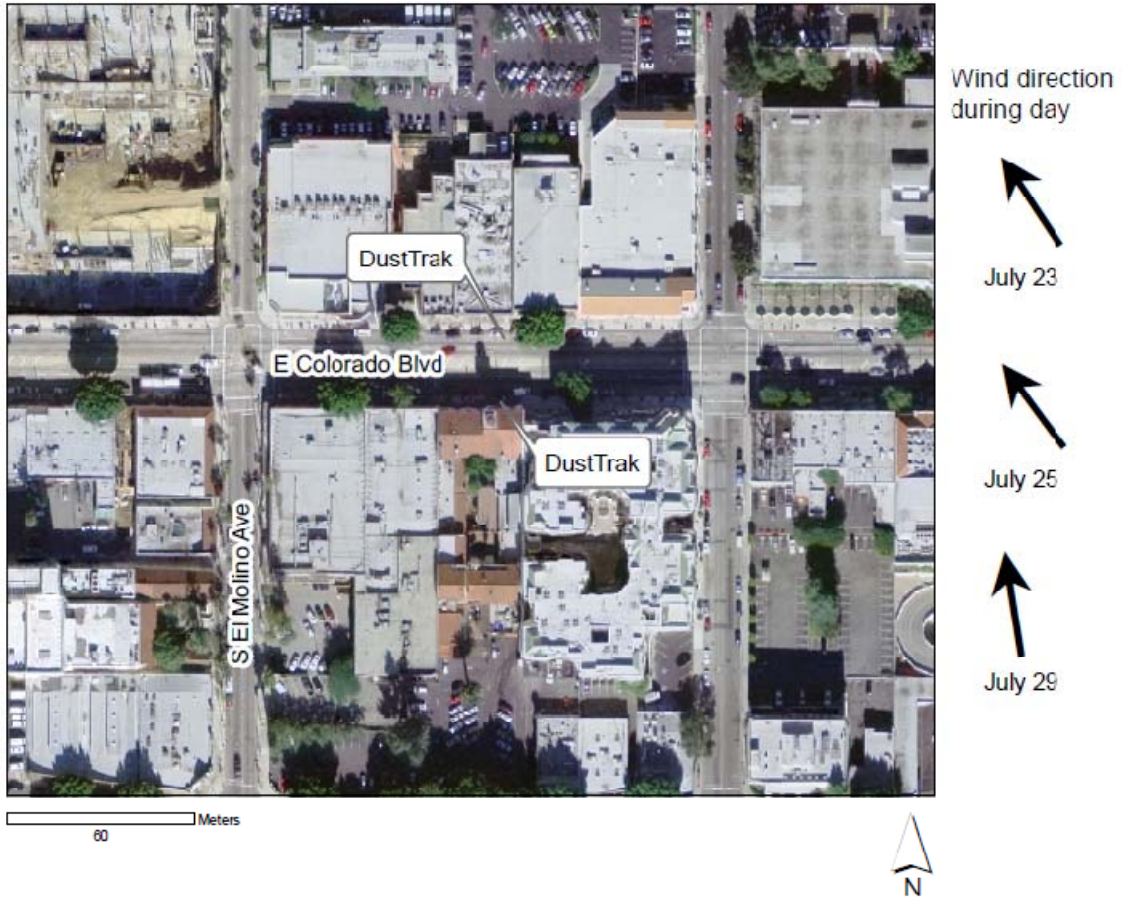 Wind direction
during day
DustTrak
July 23
E Colorado Blvd
DustTrak
July 25
S El Molino Ave
July 29
Meters
60
N